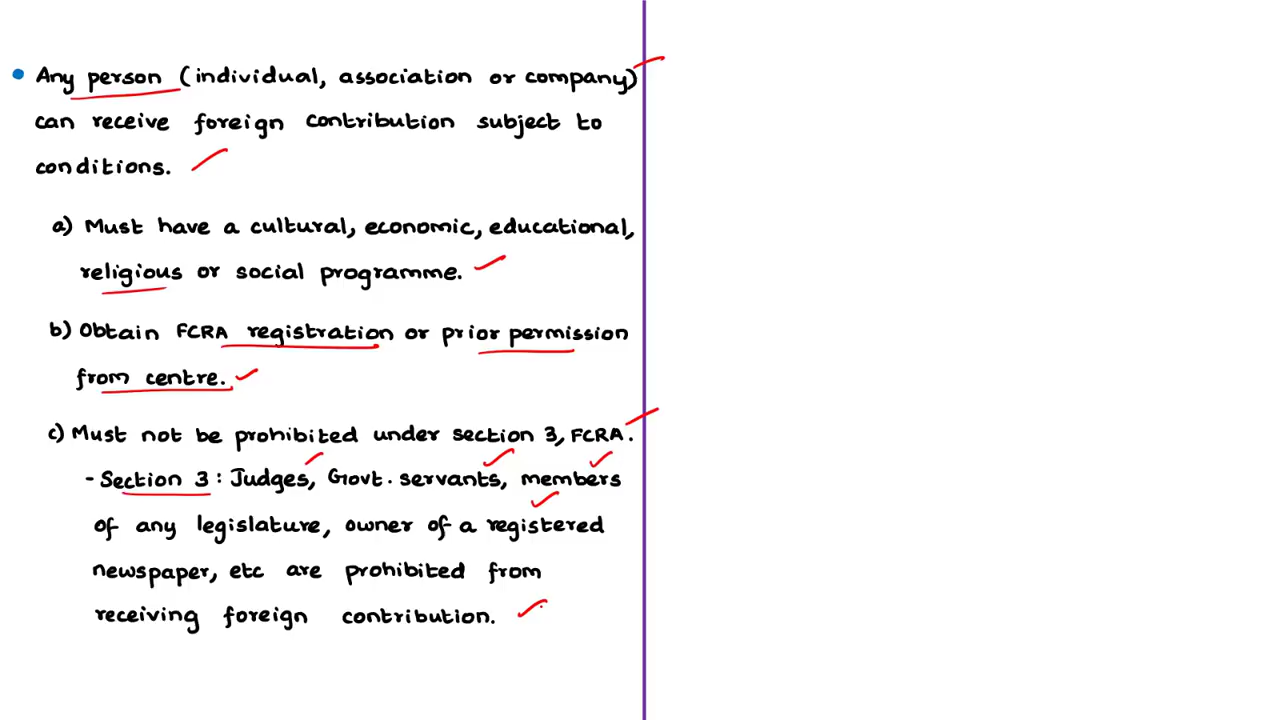 • Any person (individual, association or company)
can receive foreign contribution subject to
conditions.
a) Must have a cultural, economic, educational,
religious or social programme.
b) Obtain FCRA registration or prior permission
from centre.
c) Must not be prohibited under section 3, FCRA.
- Section 3 : Judges, Govt. servants, members
of any legislature, owner of a registered
newspaper, etc are prohibited from
receiving foreign contribution.